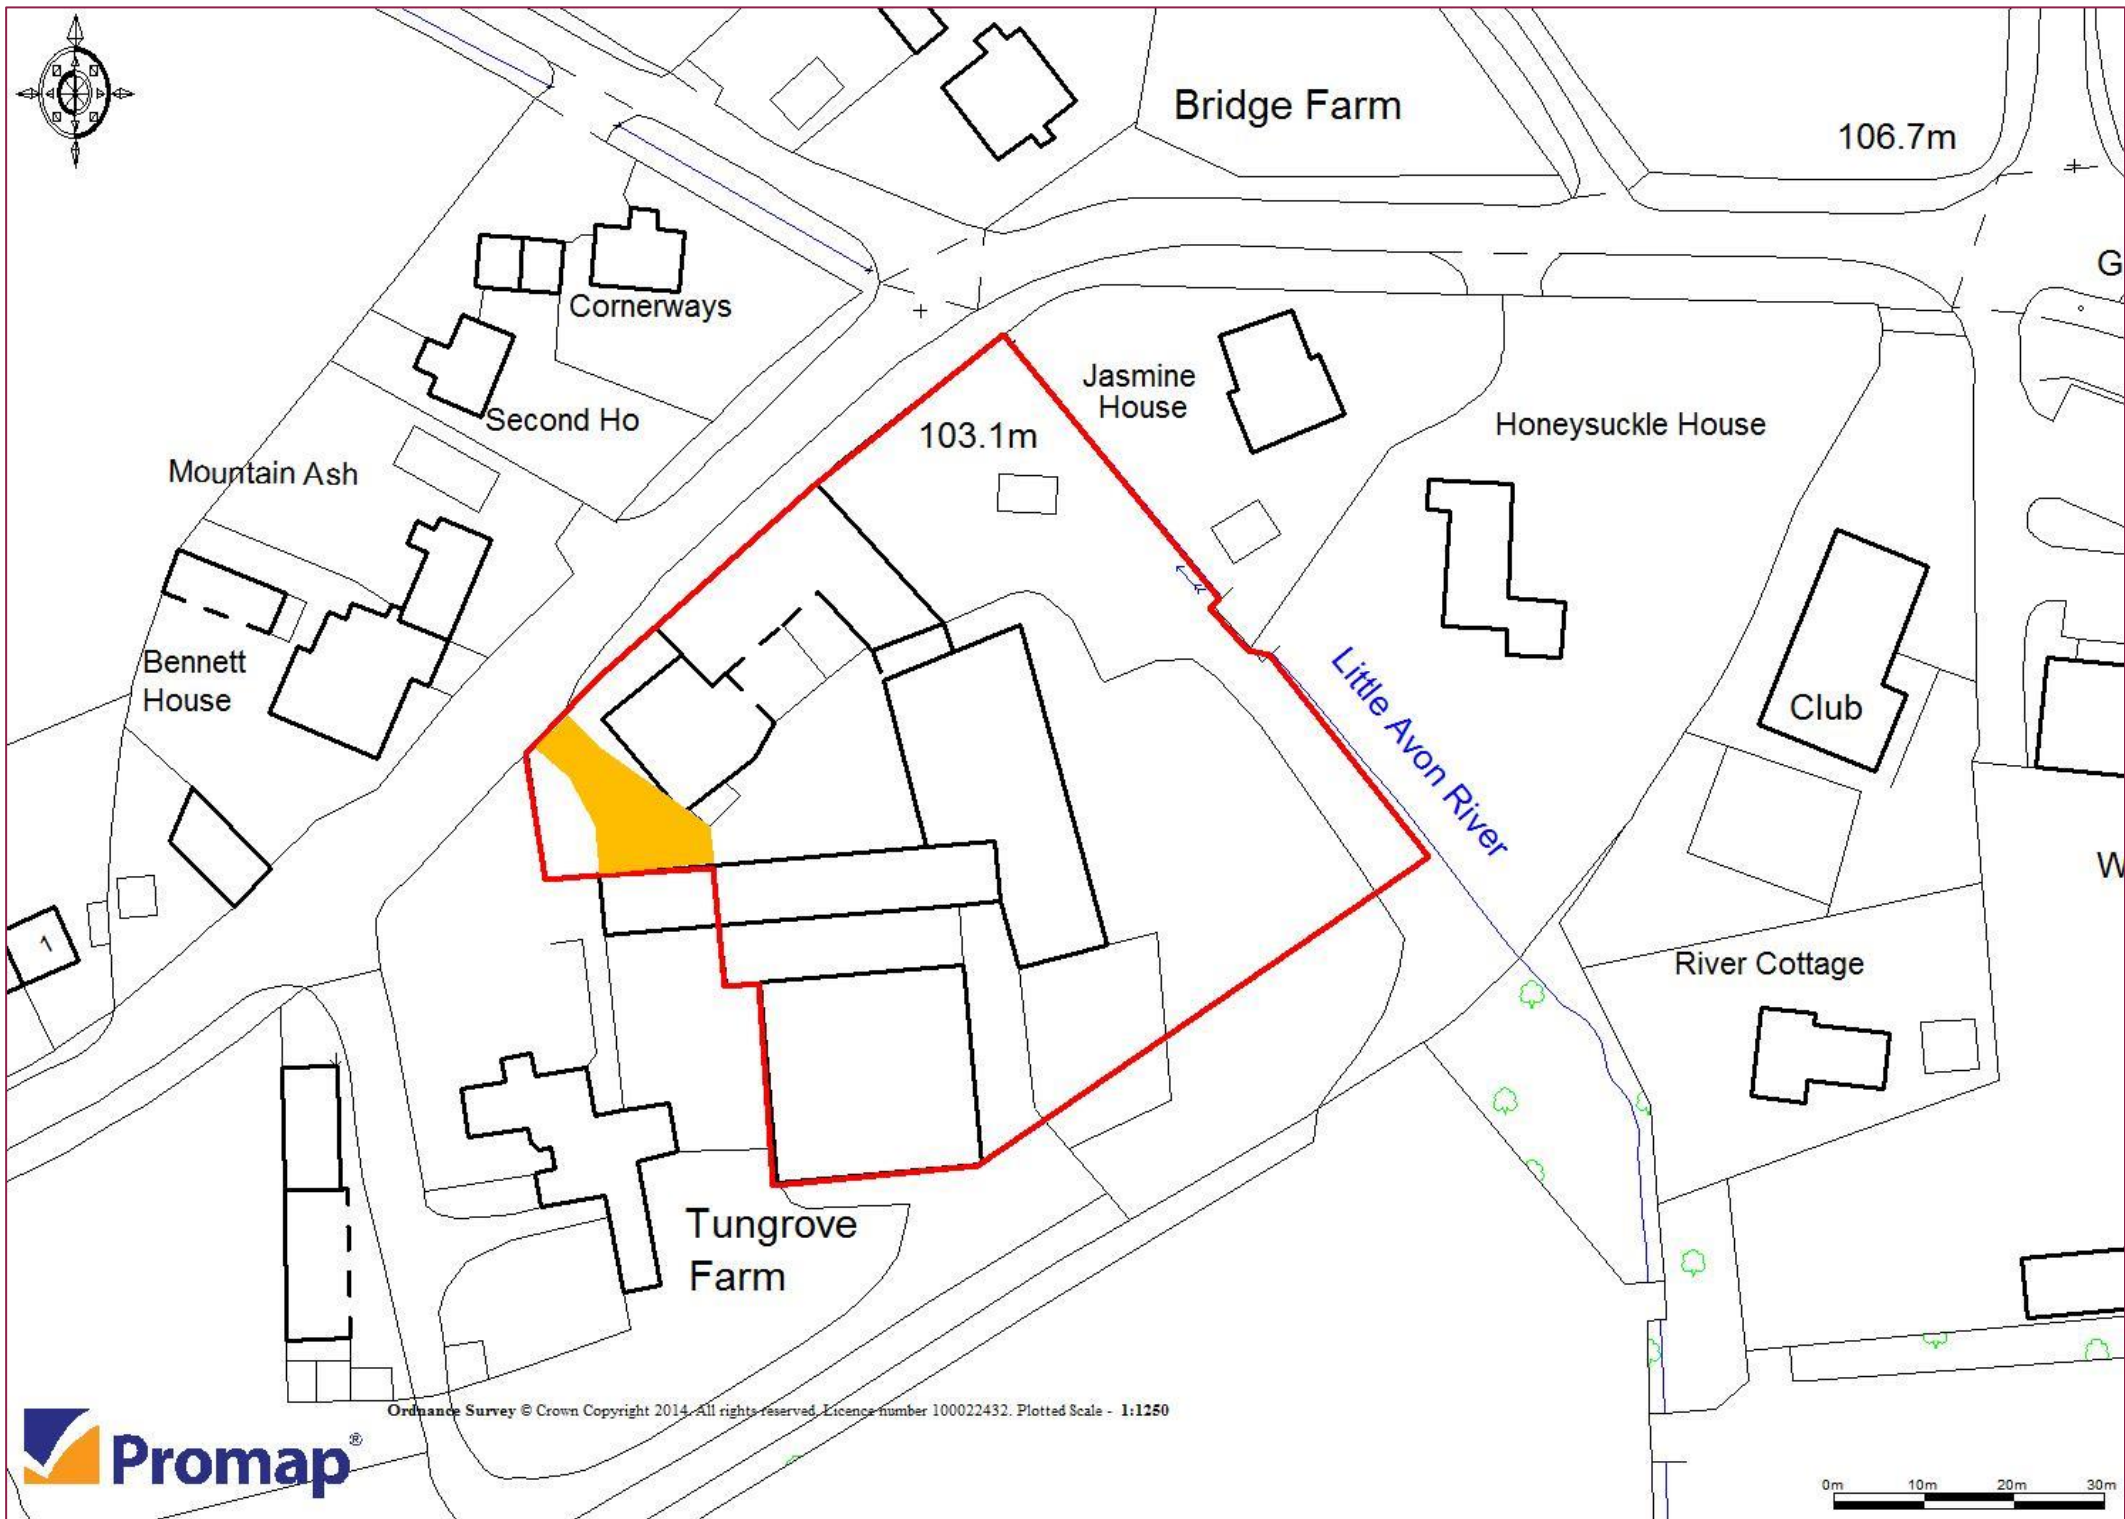 Bridge Farm
106.7m
G
Cornerways
Jasmine
House
Second Ho
103.1m
Honeysuckle House
Mountain Ash
Bennett
House
Little Avon River
Club
W
1
River Cottage
Tungrove
Farm
Ordnance Survey © Crown Copyright 2014. All rights reserved. Licence number 100022432. Plotted Scale - 1:1250
Promap®
0m 10m 20m 30m